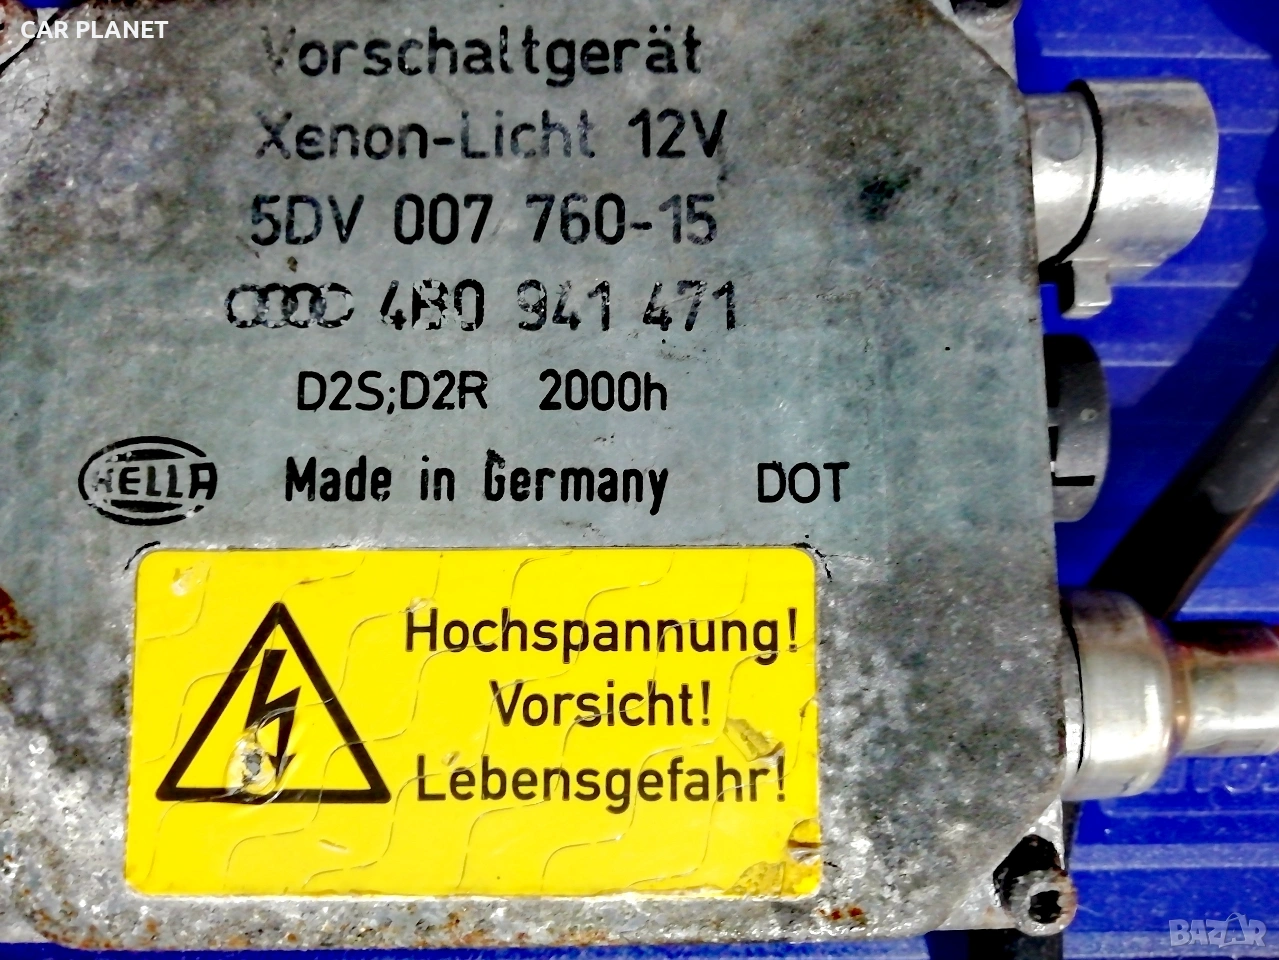 CAR PLANET
Vorschaltgerät
Xenon-Licht 12V
5DV 007 760-15
4B0 941 471
D2S;D2R 2000h
HELLA Made in Germany DOT
Hochspannung!
Vorsicht!
Lebensgefahr!
BAZAR